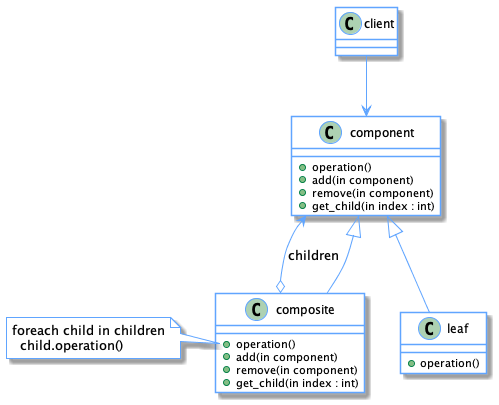 C client
C component
operation()
add(in component)
remove(in component)
get_child(in index : int)
children
C composite
operation()
add(in component)
remove(in component)
get_child(in index : int)
foreach child in children
child.operation()
C leaf
operation()